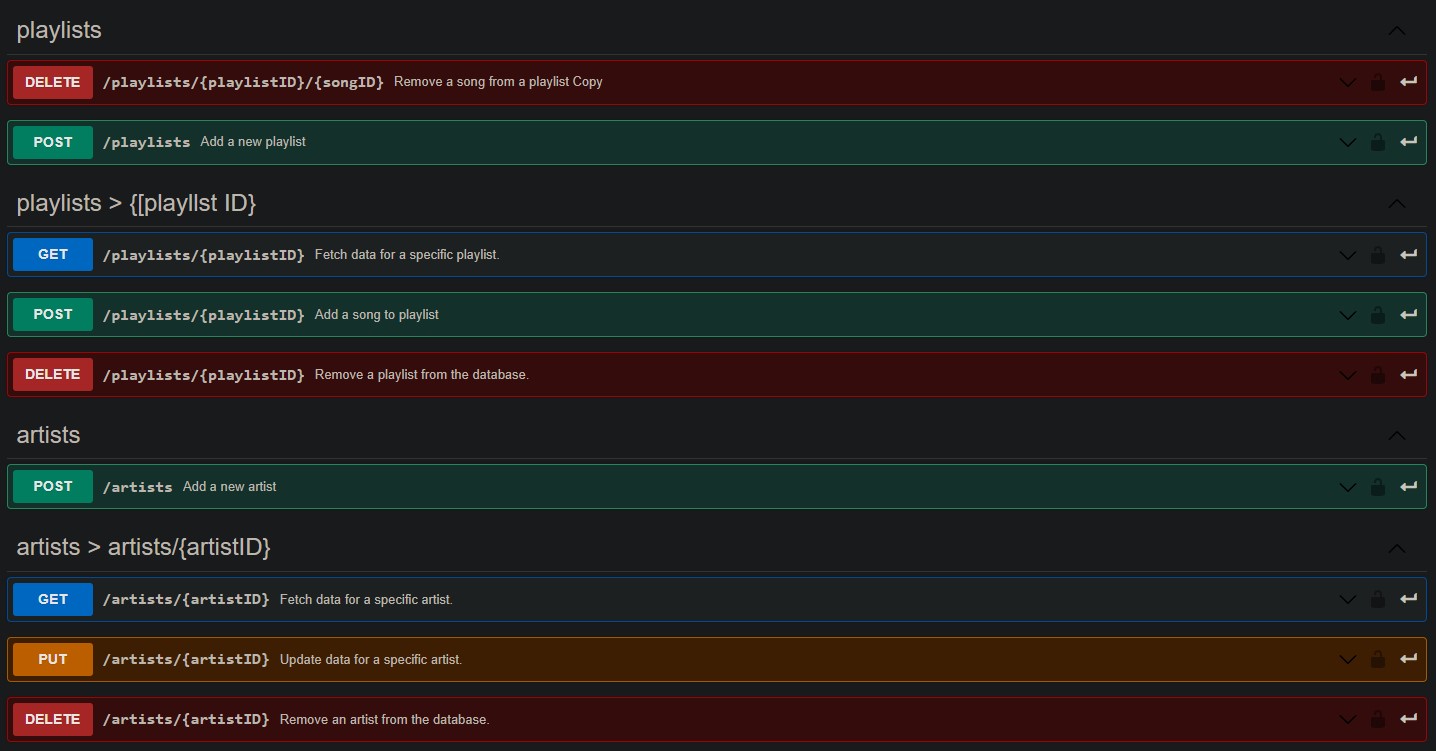 playlists
DELETE /playlists/{playlistID}/{songID} Remove a song from a playlist Copy
POST /playlists Add a new playlist
playlists > {[playllst ID}
GET /playlists/{playlistID} Fetch data for a specific playlist.
POST /playlists/{playlistID} Add a song to playlist
DELETE /playlists/{playlistID} Remove a playlist from the database.
artists
POST /artists Add a new artist
artists > artists/{artistID}
GET /artists/{artistID} Fetch data for a specific artist.
PUT /artists/{artistID} Update data for a specific artist.
DELETE /artists/{artistID} Remove an artist from the database.